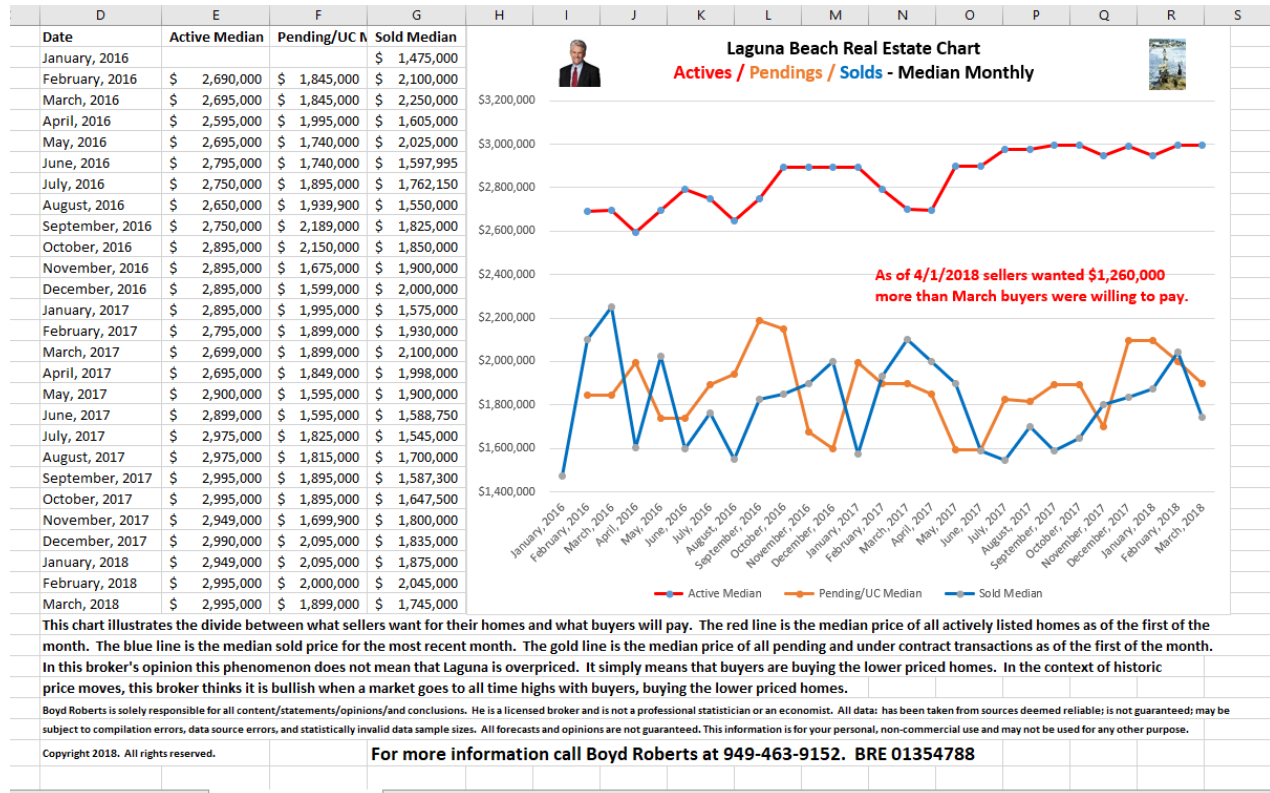 D E F G H I J K L M N O P Q R S
Date Active Median Pending/UC M Sold Median
January, 2016 $ 1,475,000
February, 2016 $ 2,690,000 $ 1,845,000 $ 2,100,000
March, 2016 $ 2,695,000 $ 1,845,000 $ 2,250,000
April, 2016 $ 2,595,000 $ 1,995,000 $ 1,605,000
May, 2016 $ 2,695,000 $ 1,740,000 $ 2,025,000
June, 2016 $ 2,795,000 $ 1,740,000 $ 1,597,995
July, 2016 $ 2,750,000 $ 1,895,000 $ 1,762,150
August, 2016 $ 2,650,000 $ 1,939,900 $ 1,550,000
September, 2016 $ 2,750,000 $ 2,189,000 $ 1,825,000
October, 2016 $ 2,895,000 $ 2,150,000 $ 1,850,000
November, 2016 $ 2,895,000 $ 1,675,000 $ 1,900,000
December, 2016 $ 2,895,000 $ 1,599,000 $ 2,000,000
January, 2017 $ 2,895,000 $ 1,995,000 $ 1,575,000
February, 2017 $ 2,795,000 $ 1,899,000 $ 1,930,000
March, 2017 $ 2,699,000 $ 1,899,000 $ 2,100,000
April, 2017 $ 2,695,000 $ 1,849,000 $ 1,998,000
May, 2017 $ 2,900,000 $ 1,595,000 $ 1,900,000
June, 2017 $ 2,899,000 $ 1,595,000 $ 1,588,750
July, 2017 $ 2,975,000 $ 1,825,000 $ 1,545,000
August, 2017 $ 2,975,000 $ 1,815,000 $ 1,700,000
September, 2017 $ 2,995,000 $ 1,895,000 $ 1,587,300
October, 2017 $ 2,995,000 $ 1,895,000 $ 1,647,500
November, 2017 $ 2,949,000 $ 1,699,900 $ 1,800,000
December, 2017 $ 2,990,000 $ 2,095,000 $ 1,835,000
January, 2018 $ 2,949,000 $ 2,095,000 $ 1,875,000
February, 2018 $ 2,995,000 $ 2,000,000 $ 2,045,000
March, 2018 $ 2,995,000 $ 1,899,000 $ 1,745,000
Laguna Beach Real Estate Chart
Actives / Pendings / Solds - Median Monthly
$3,200,000
$3,000,000
$2,800,000
$2,600,000
$2,400,000
$2,200,000
$2,000,000
$1,800,000
$1,600,000
$1,400,000
As of 4/1/2018 sellers wanted $1,260,000
more than March buyers were willing to pay.
January, 2016
February, 2016
March, 2016
April, 2016
May, 2016
June, 2016
July, 2016
August, 2016
September, 2016
October, 2016
November, 2016
December, 2016
January, 2017
February, 2017
March, 2017
April, 2017
May, 2017
June, 2017
July, 2017
August, 2017
September, 2017
October, 2017
November, 2017
December, 2017
January, 2018
February, 2018
March, 2018
Active Median Pending/UC Median Sold Median
This chart illustrates the divide between what sellers want for their homes and what buyers will pay. The red line is the median price of all actively listed homes as of the first of the
month. The blue line is the median sold price for the most recent month. The gold line is the median price of all pending and under contract transactions as of the first of the month.
In this broker's opinion this phenomenon does not mean that Laguna is overpriced. It simply means that buyers are buying the lower priced homes. In the context of historic
price moves, this broker thinks it is bullish when a market goes to all time highs with buyers, buying the lower priced homes.
Boyd Roberts is solely responsible for all content/statements/opinions/and conclusions. He is a licensed broker and is not a professional statistician or an economist. All data: has been taken from sources deemed reliable; is not guaranteed; may be
subject to compilation errors, data source errors, and statistically invalid data sample sizes. All forecasts and opinions are not guaranteed. This information is for your personal, non-commercial use and may not be used for any other purpose.
Copyright 2018. All rights reserved.
For more information call Boyd Roberts at 949-463-9152. BRE 01354788